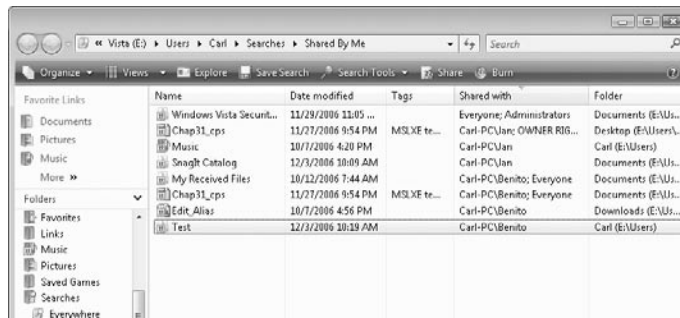 « Vista (E:) ▸ Users ▸ Carl ▸ Searches ▸ Shared By Me
Search
Organize Views Explore Save Search Search Tools Share Burn
Favorite Links
Documents
Pictures
Music
More »
Folders
Favorites
Links
Music
Pictures
Saved Games
Searches
Everywhere
Name Date modified Tags Shared with Folder
Windows Vista Securit... 11/29/2006 11:05 ... Everyone; Administrators Documents (E:\Us...
Chap31_cps 11/27/2006 9:54 PM MSLXE te... Carl-PC\Ian; OWNER RIG... Desktop (E:\Users\...
Music 10/7/2006 4:20 PM Carl-PC\Ian Carl (E:\Users)
SnagIt Catalog 12/3/2006 10:09 AM Carl-PC\Ian Documents (E:\Us...
My Received Files 10/12/2006 7:44 AM Carl-PC\Benito; Everyone Documents (E:\Us...
Chap31_cps 11/27/2006 9:54 PM MSLXE te... Carl-PC\Benito; Everyone Documents (E:\Us...
Edit_Alias 10/7/2006 4:56 PM Carl-PC\Benito Downloads (E:\Us...
Test 12/3/2006 10:19 AM Carl-PC\Benito Carl (E:\Users)